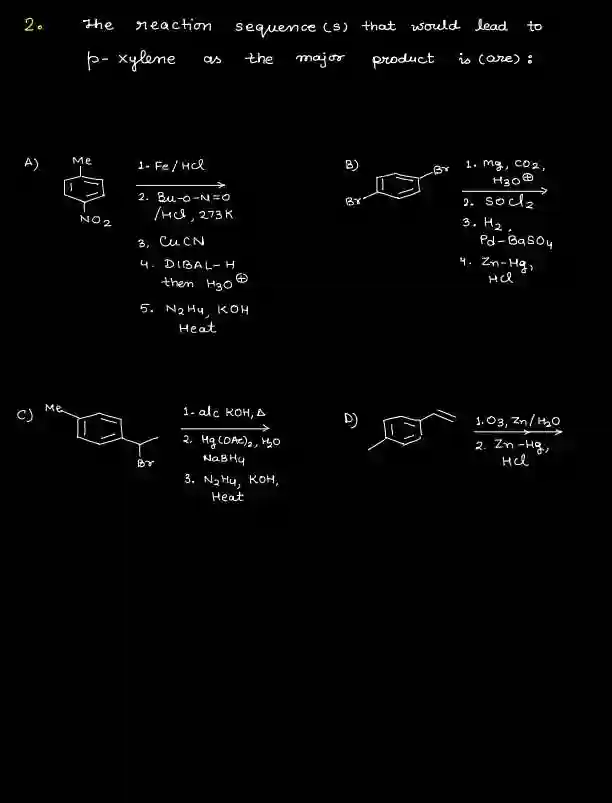 2. The reaction sequence (s) that would lead to
p- xylene as the major product is (are) :
A)
Me
NO2
1. Fe / HCl
2. Bu-O-N=O
/HCl, 273K
3. CuCN
4. DIBAL-H
then H3O⊕
5. N2H4, KOH
Heat
B)
Br
Br
1. Mg, CO2,
H3O⊕
2. SOCl2
3. H2,
Pd-BaSO4
4. Zn-Hg,
HCl
C)
Me
Br
1. alc KOH, Δ
2. Hg(OAc)2, H2O
NaBH4
3. N2H4, KOH,
Heat
D)
1. O3, Zn/H2O
2. Zn-Hg,
HCl